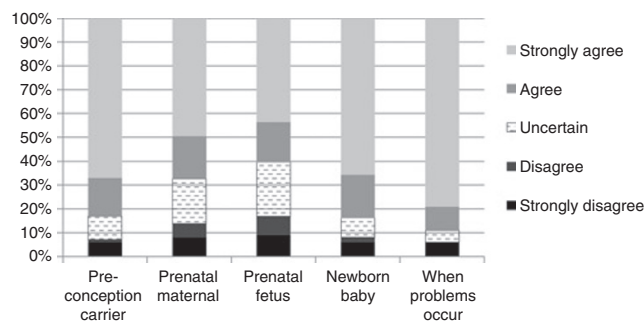 100%
90%
80%
70%
60%
50%
40%
30%
20%
10%
0%
Pre-
conception
carrier
Prenatal
maternal
Prenatal
fetus
Newborn
baby
When
problems
occur
Strongly agree
Agree
Uncertain
Disagree
Strongly disagree